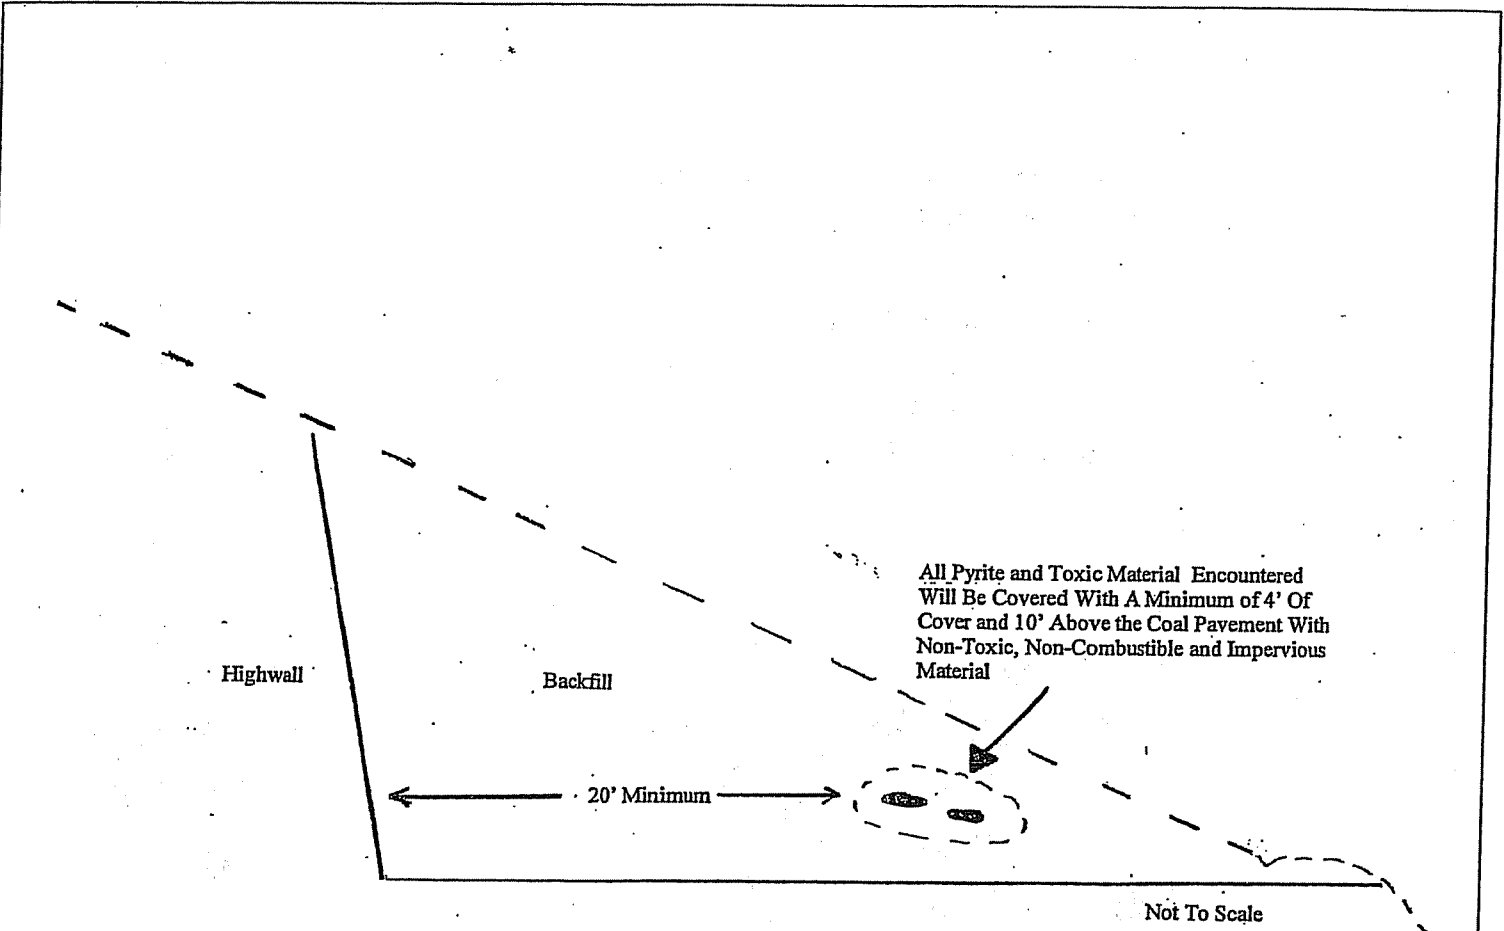 All Pyrite and Toxic Material Encountered
Will Be Covered With A Minimum of 4' Of
Cover and 10' Above the Coal Pavement With
Non-Toxic, Non-Combustible and Impervious
Material
Highwall
Backfill
20' Minimum
Not To Scale